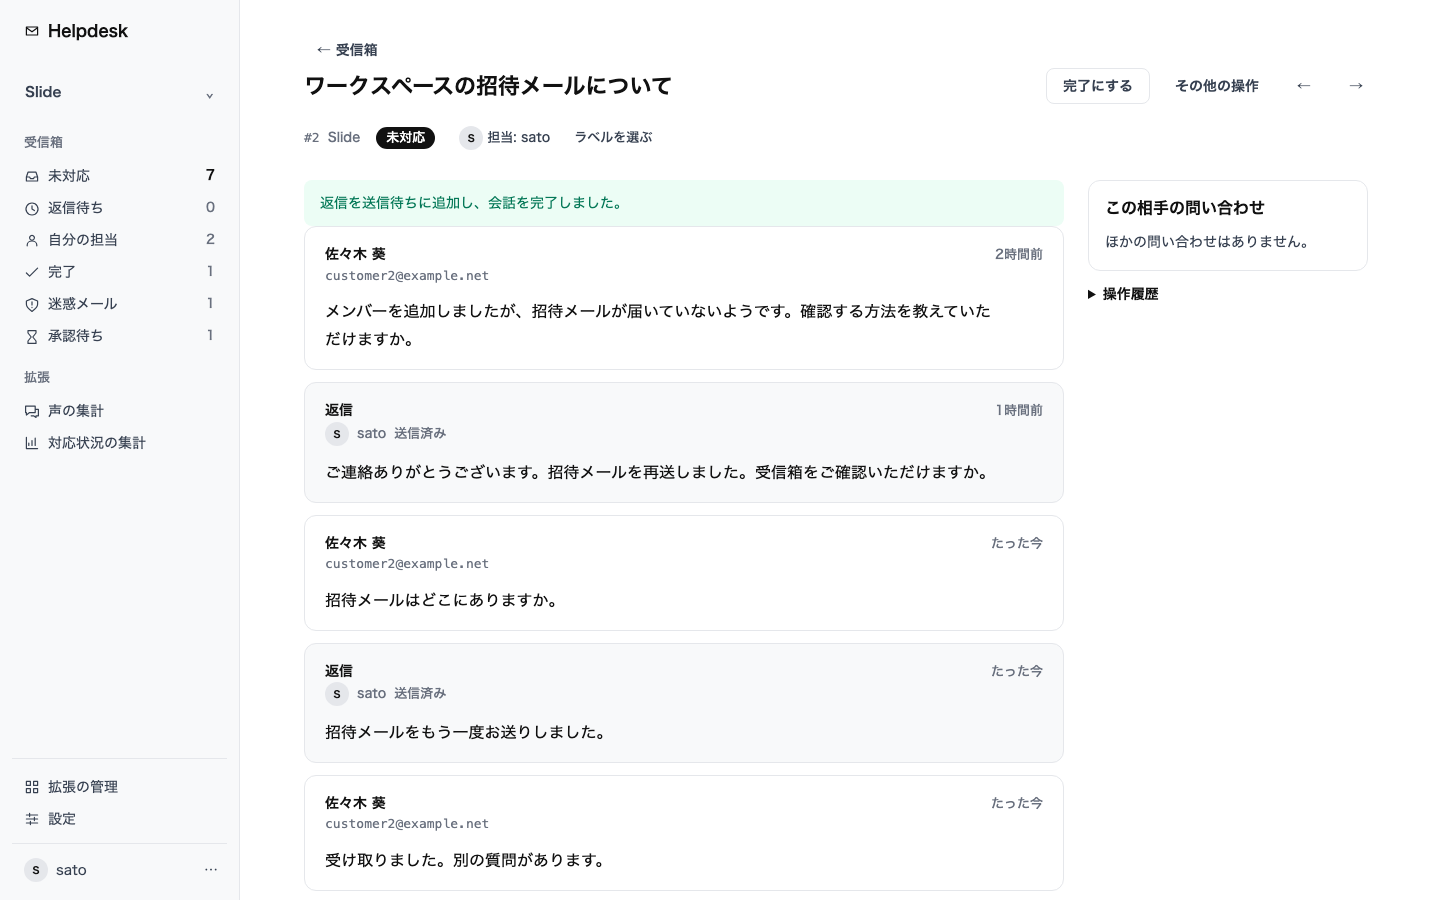 Helpdesk
Slide
受信箱
未対応 7
返信待ち 0
自分の担当 2
完了 1
迷惑メール 1
承認待ち 1
拡張
声の集計
対応状況の集計
拡張の管理
設定
S sato ...
← 受信箱
ワークスペースの招待メールについて
完了にする その他の操作 ← →
#2 Slide 未対応 S 担当: sato ラベルを選ぶ
返信を送信待ちに追加し、会話を完了しました。
佐々木 葵 2時間前
customer2@example.net
メンバーを追加しましたが、招待メールが届いていないようです。確認する方法を教えていた
だけますか。
返信 1時間前
S sato 送信済み
ご連絡ありがとうございます。招待メールを再送しました。受信箱をご確認いただけますか。
佐々木 葵 たった今
customer2@example.net
招待メールはどこにありますか。
返信 たった今
S sato 送信済み
招待メールをもう一度お送りしました。
佐々木 葵 たった今
customer2@example.net
受け取りました。別の質問があります。
この相手の問い合わせ
ほかの問い合わせはありません。
▶ 操作履歴